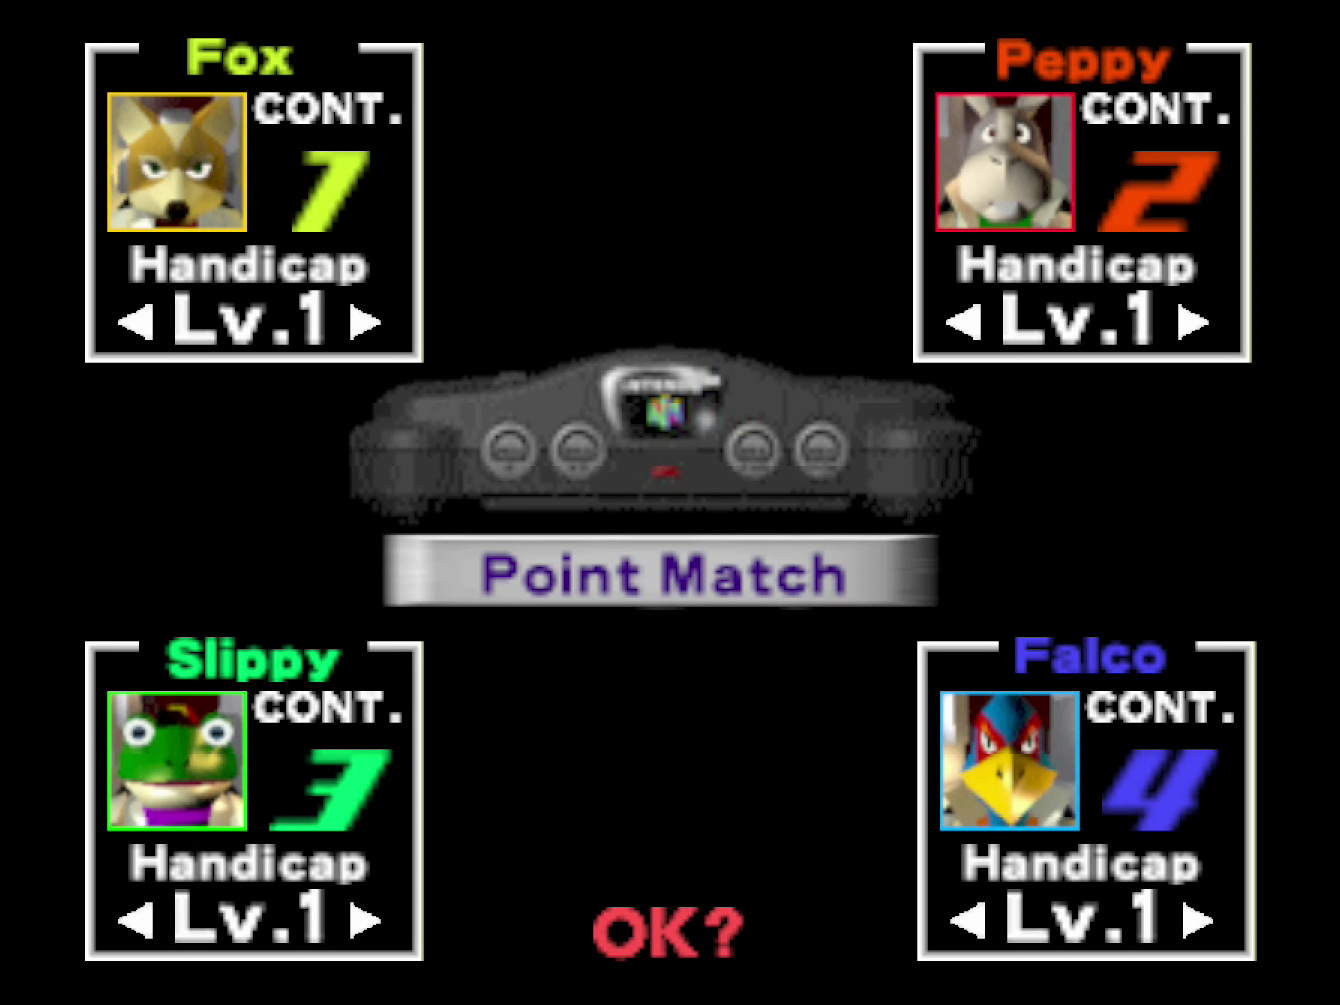 Fox
CONT.
1
Handicap
Lv.1
Peppy
CONT.
2
Handicap
Lv.1
Point Match
Slippy
CONT.
3
Handicap
Lv.1
Falco
CONT.
4
Handicap
Lv.1
OK?